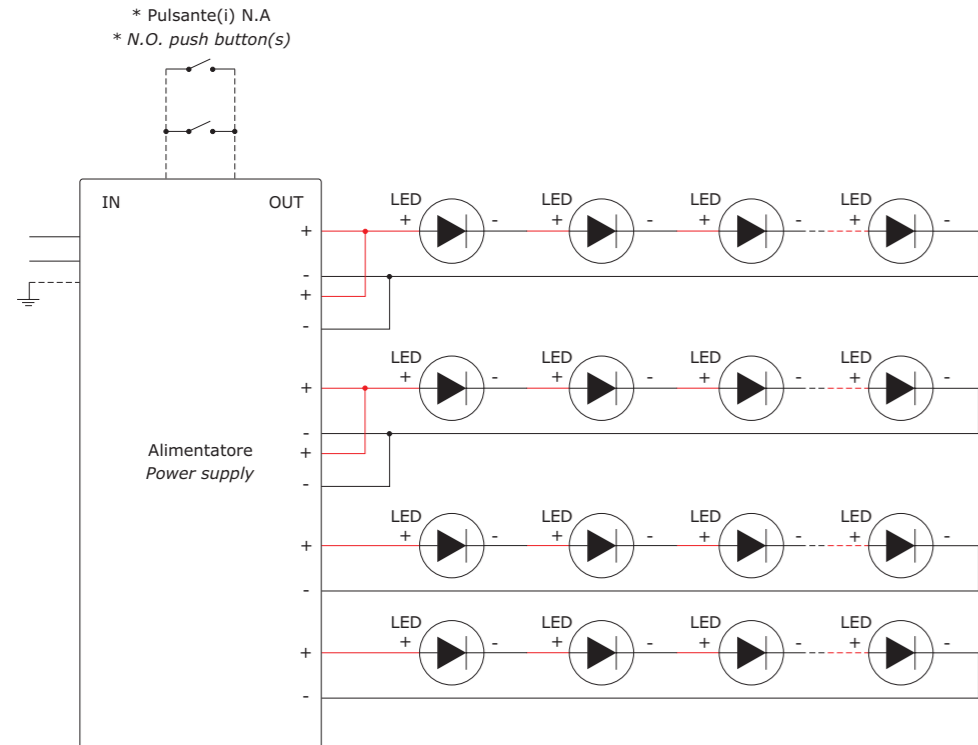 * Pulsante(i) N.A
* N.O. push button(s)
IN OUT
LED LED LED LED
+ + - + - + - + -
-
+
-
LED LED LED LED
+ + - + - + - + -
-
+
-
Alimentatore
Power supply
LED LED LED LED
+ + - + - + - + -
-
LED LED LED LED
+ + - + - + - + -
-